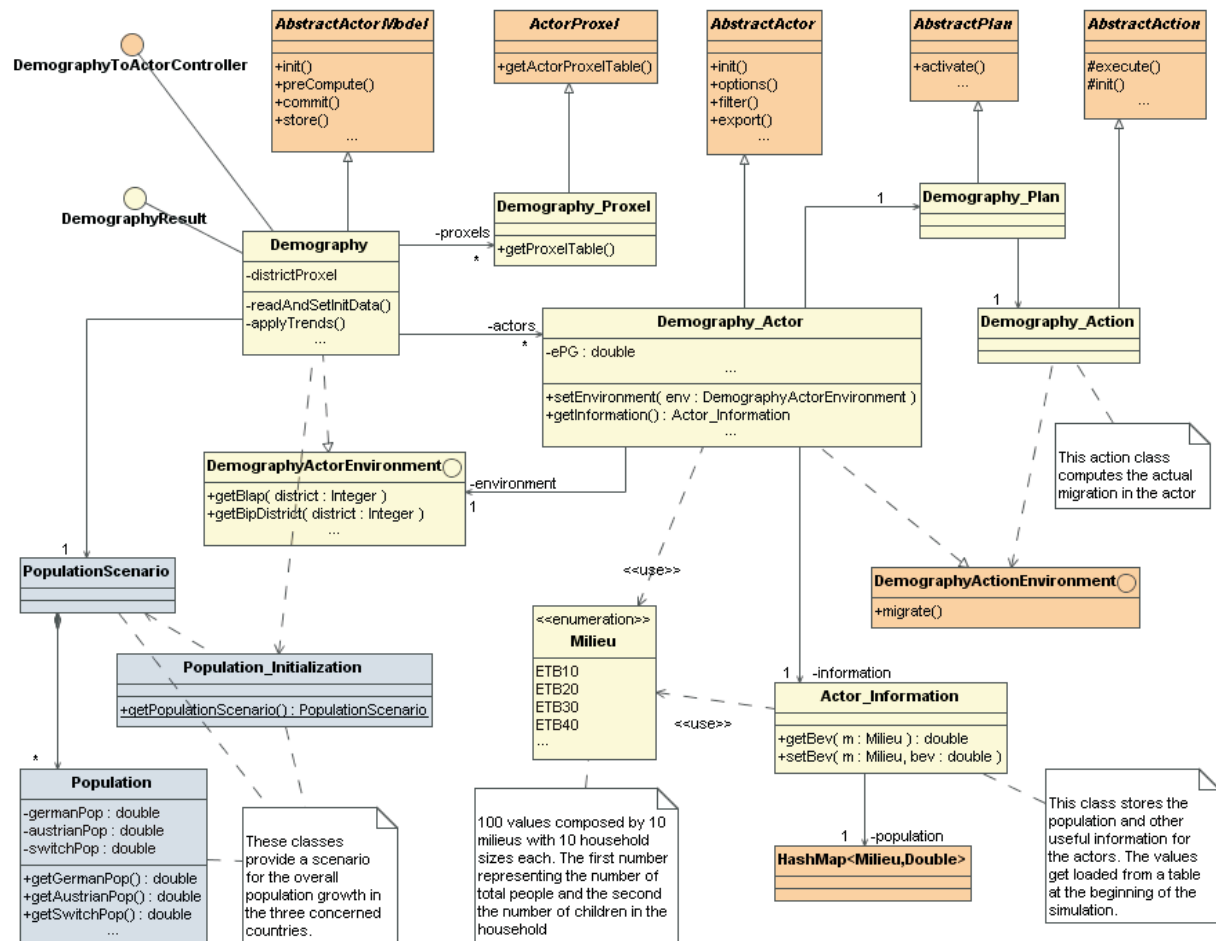 AbstractActorModel
+init()
+preCompute()
+commit()
+store()
...
ActorProxel
+getActorProxelTable()
AbstractActor
+init()
+options()
+filter()
+export()
...
AbstractPlan
+activate()
...
AbstractAction
#execute()
#init()
...
DemographyToActorController
DemographyResult
Demography
-districtProxel
-readAndSetInitData()
-applyTrends()
...
-proxels
*
Demography_Proxel
+getProxelTable()
1
Demography_Plan
1
Demography_Action
-actors
*
Demography_Actor
-ePG : double
...
+setEnvironment( env : DemographyActorEnvironment )
+getInformation() : Actor_Information
...
This action class
computes the actual
migration in the actor
DemographyActorEnvironment
+getBlap( district : Integer )
+getBipDistrict( district : Integer )
...
-environment
1
1
PopulationScenario
<<use>>
DemographyActionEnvironment
+migrate()
<<enumeration>>
Milieu
ETB10
ETB20
ETB30
ETB40
...
Population_Initialization
+getPopulationScenario() : PopulationScenario
1
-information
Actor_Information
+getBev( m : Milieu ) : double
+setBev( m : Milieu, bev : double )
<<use>>
*
Population
-germanPop : double
-austrianPop : double
-switchPop : double
+getGermanPop() : double
+getAustrianPop() : double
+getSwitchPop() : double
...
These classes
provide a scenario
for the overall
population growth in
the three concerned
countries.
100 values composed by 10
milieus with 10 household
sizes each. The first number
representing the number of
total people and the second
the number of children in the
household
1
-population
HashMap<Milieu,Double>
This class stores the
population and other
useful information for
the actors. The values
get loaded from a table
at the beginning of the
simulation.